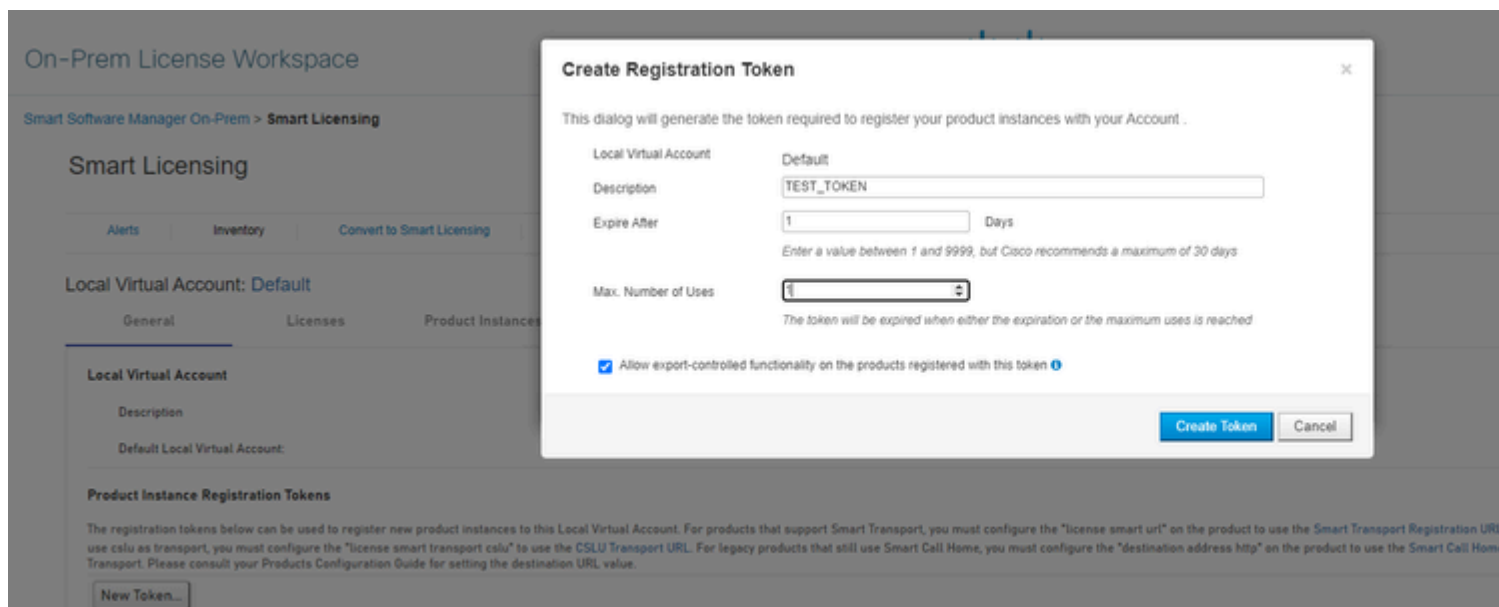 On-Prem License Workspace
Smart Software Manager On-Prem > Smart Licensing
Smart Licensing
Alerts
Inventory
Convert to Smart Licensing
Local Virtual Account: Default
General
Licenses
Product Instances
Local Virtual Account
Description
Default Local Virtual Account:
Product Instance Registration Tokens
The registration tokens below can be used to register new product instances to this Local Virtual Account. For products that support Smart Transport, you must configure the "license smart url" on the product to use the Smart Transport Registration URL
use cslu as transport, you must configure the "license smart transport cslu" to use the CSLU Transport URL. For legacy products that still use Smart Call Home, you must configure the "destination address http" on the product to use the Smart Call Home
Transport. Please consult your Products Configuration Guide for setting the destination URL value.
New Token...
Create Registration Token
×
This dialog will generate the token required to register your product instances with your Account .
Local Virtual Account Default
Description TEST_TOKEN
Expire After 1 Days
Enter a value between 1 and 9999, but Cisco recommends a maximum of 30 days
Max. Number of Uses 1
The token will be expired when either the expiration or the maximum uses is reached
Allow export-controlled functionality on the products registered with this token
Create Token
Cancel